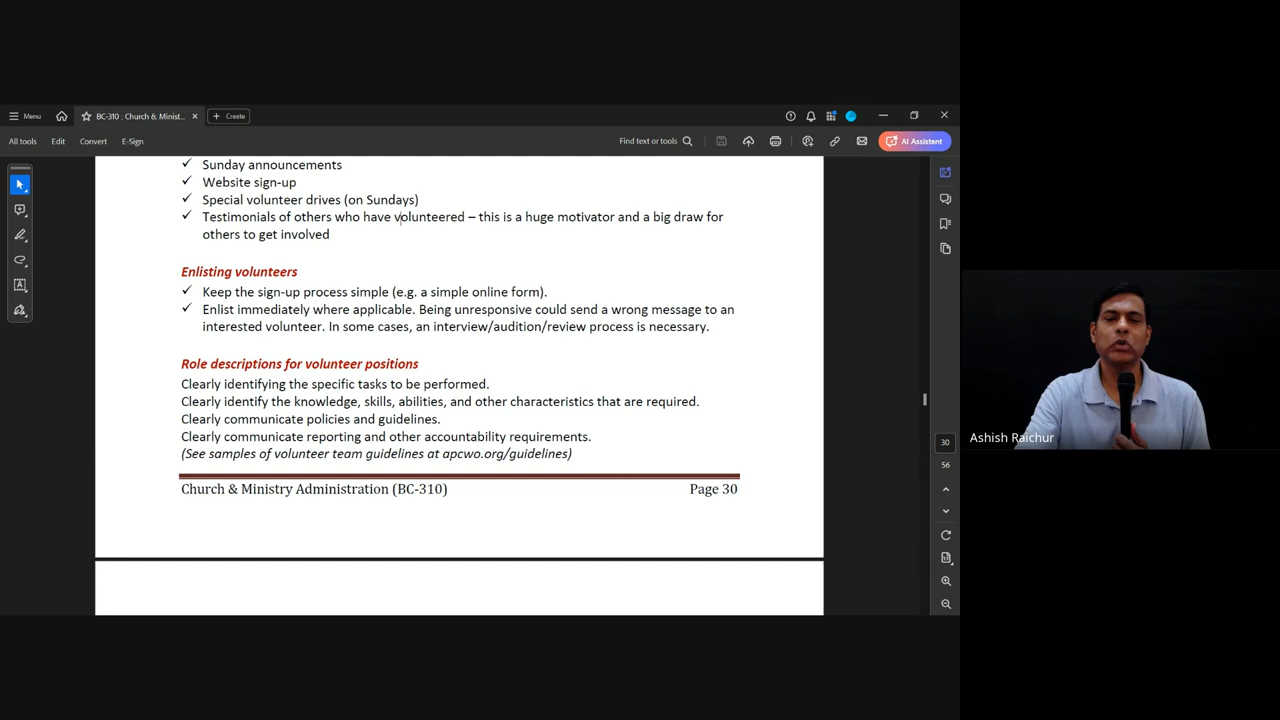 Menu
BC-310 : Church & Minist...
Create
All tools
Edit
Convert
E-Sign
Find text or tools
AI Assistant
✓ Sunday announcements
✓ Website sign-up
✓ Special volunteer drives (on Sundays)
✓ Testimonials of others who have volunteered – this is a huge motivator and a big draw for
others to get involved
Enlisting volunteers
✓ Keep the sign-up process simple (e.g. a simple online form).
✓ Enlist immediately where applicable. Being unresponsive could send a wrong message to an
interested volunteer. In some cases, an interview/audition/review process is necessary.
Role descriptions for volunteer positions
Clearly identifying the specific tasks to be performed.
Clearly identify the knowledge, skills, abilities, and other characteristics that are required.
Clearly communicate policies and guidelines.
Clearly communicate reporting and other accountability requirements.
(See samples of volunteer team guidelines at apcwo.org/guidelines)
Church & Ministry Administration (BC-310)
Page 30
30
56
Ashish Raichur